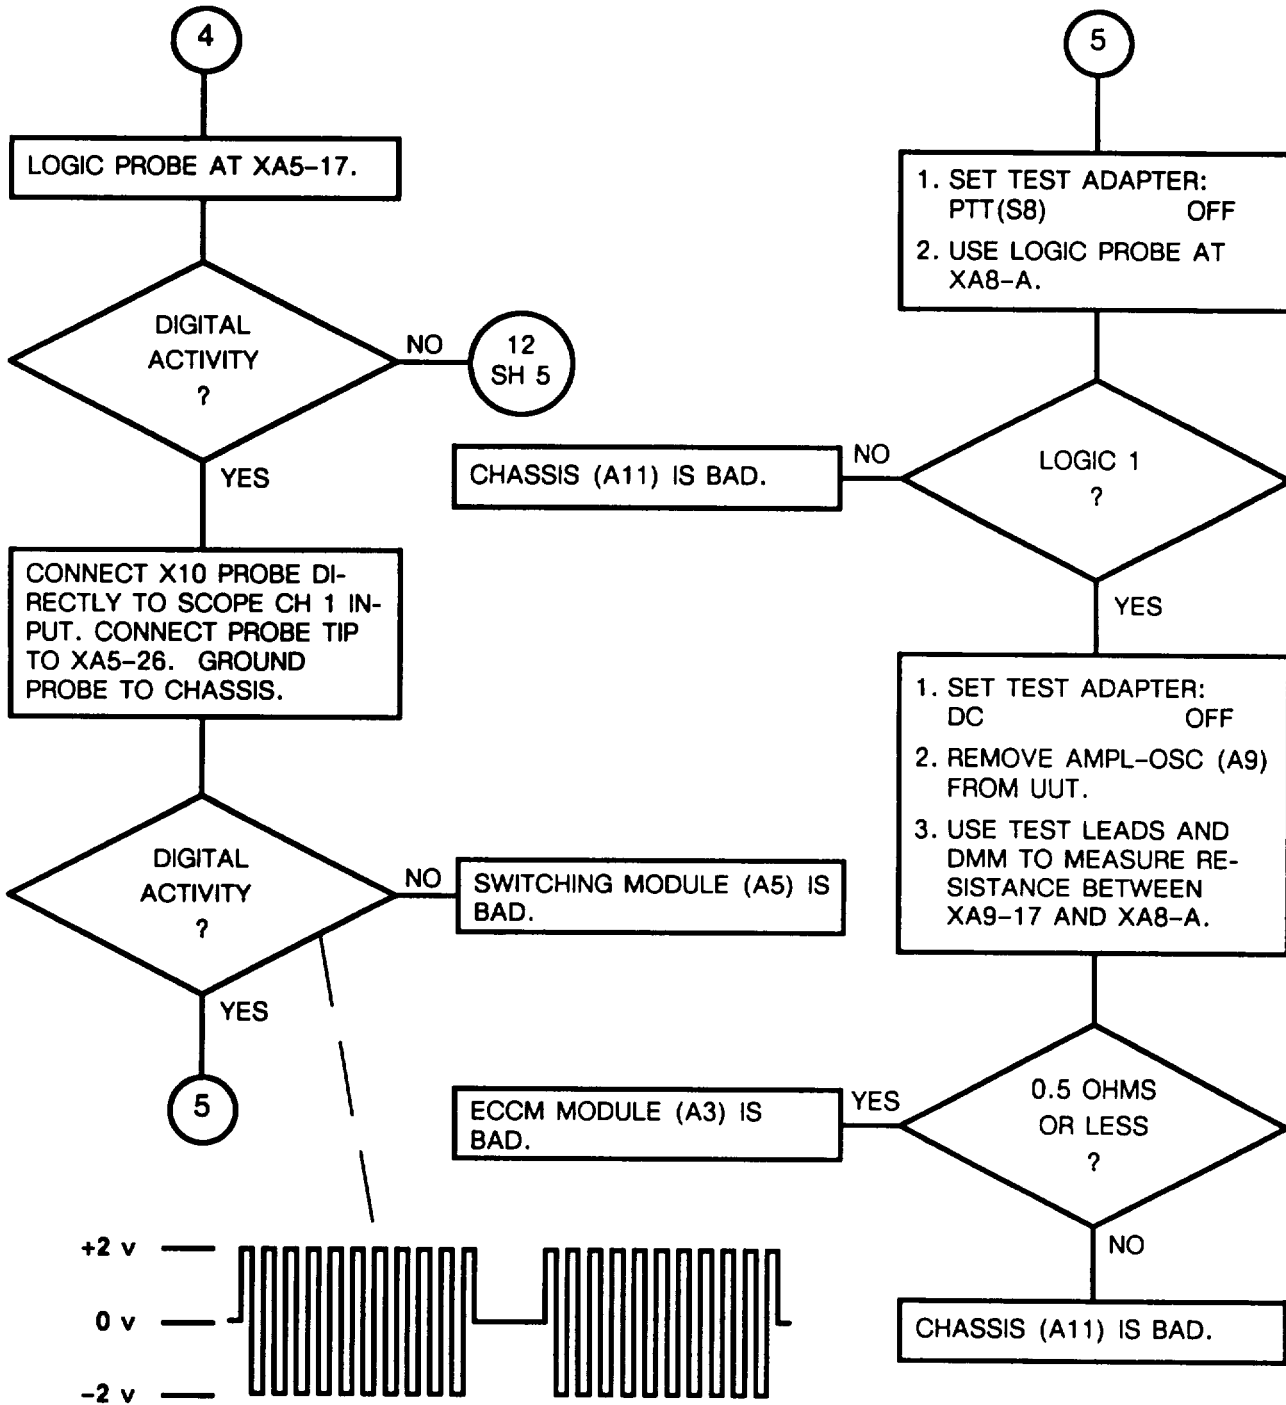 4
LOGIC PROBE AT XA5-17.
DIGITAL
ACTIVITY
?
NO
12
SH 5
YES
CONNECT X10 PROBE DI-
RECTLY TO SCOPE CH 1 IN-
PUT. CONNECT PROBE TIP
TO XA5-26. GROUND
PROBE TO CHASSIS.
DIGITAL
ACTIVITY
?
NO
SWITCHING MODULE (A5) IS
BAD.
YES
5
+2 v
0 v
-2 v
5
1. SET TEST ADAPTER:
PTT(S8) OFF
2. USE LOGIC PROBE AT
XA8-A.
LOGIC 1
?
NO
CHASSIS (A11) IS BAD.
YES
1. SET TEST ADAPTER:
DC OFF
2. REMOVE AMPL-OSC (A9)
FROM UUT.
3. USE TEST LEADS AND
DMM TO MEASURE RE-
SISTANCE BETWEEN
XA9-17 AND XA8-A.
0.5 OHMS
OR LESS
?
YES
ECCM MODULE (A3) IS
BAD.
NO
CHASSIS (A11) IS BAD.